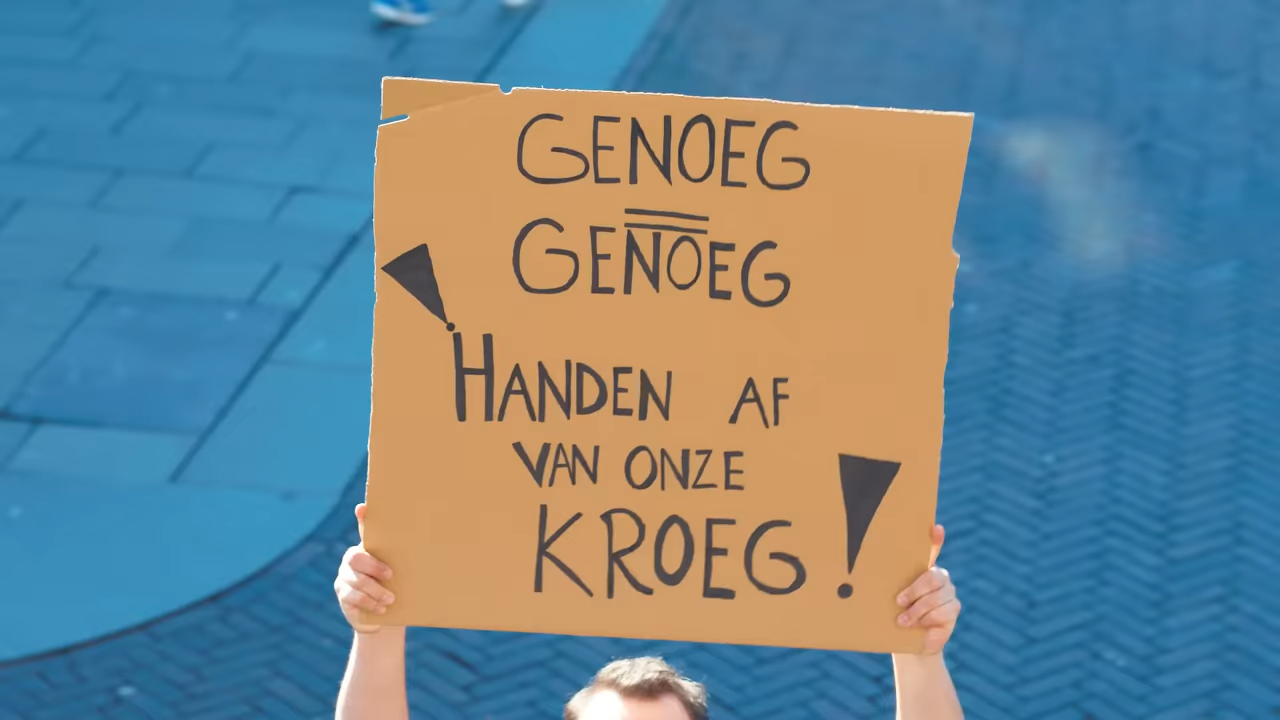 GENOEG
=
GENOEG
! HANDEN AF
VAN ONZE
KROEG !